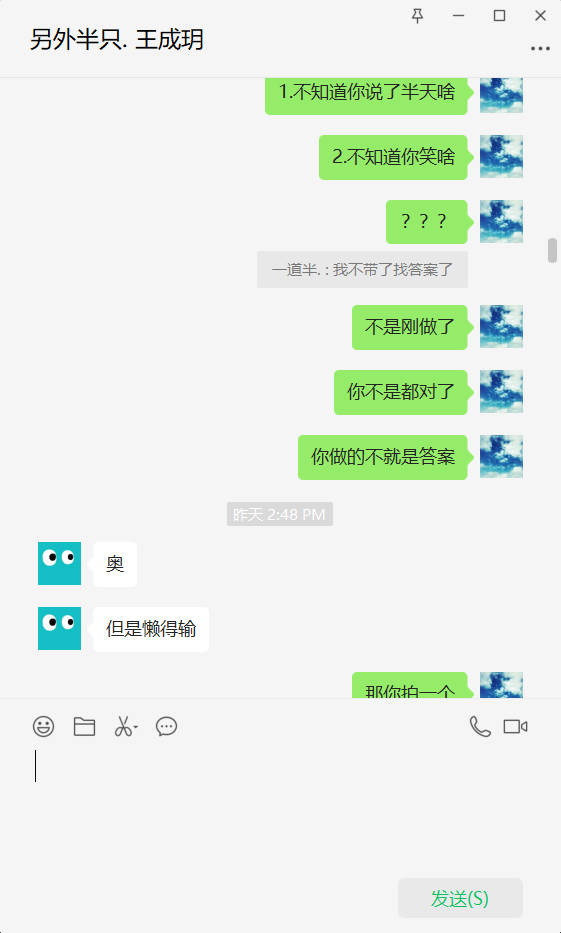 另外半只. 王成玥
1.不知道你说了半天啥
2.不知道你笑啥
？？？
一道半. : 我不带了找答案了
不是刚做了
你不是都对了
你做的不就是答案
昨天 2:48 PM
奥
但是懒得输
那你拍一个
发送(S)